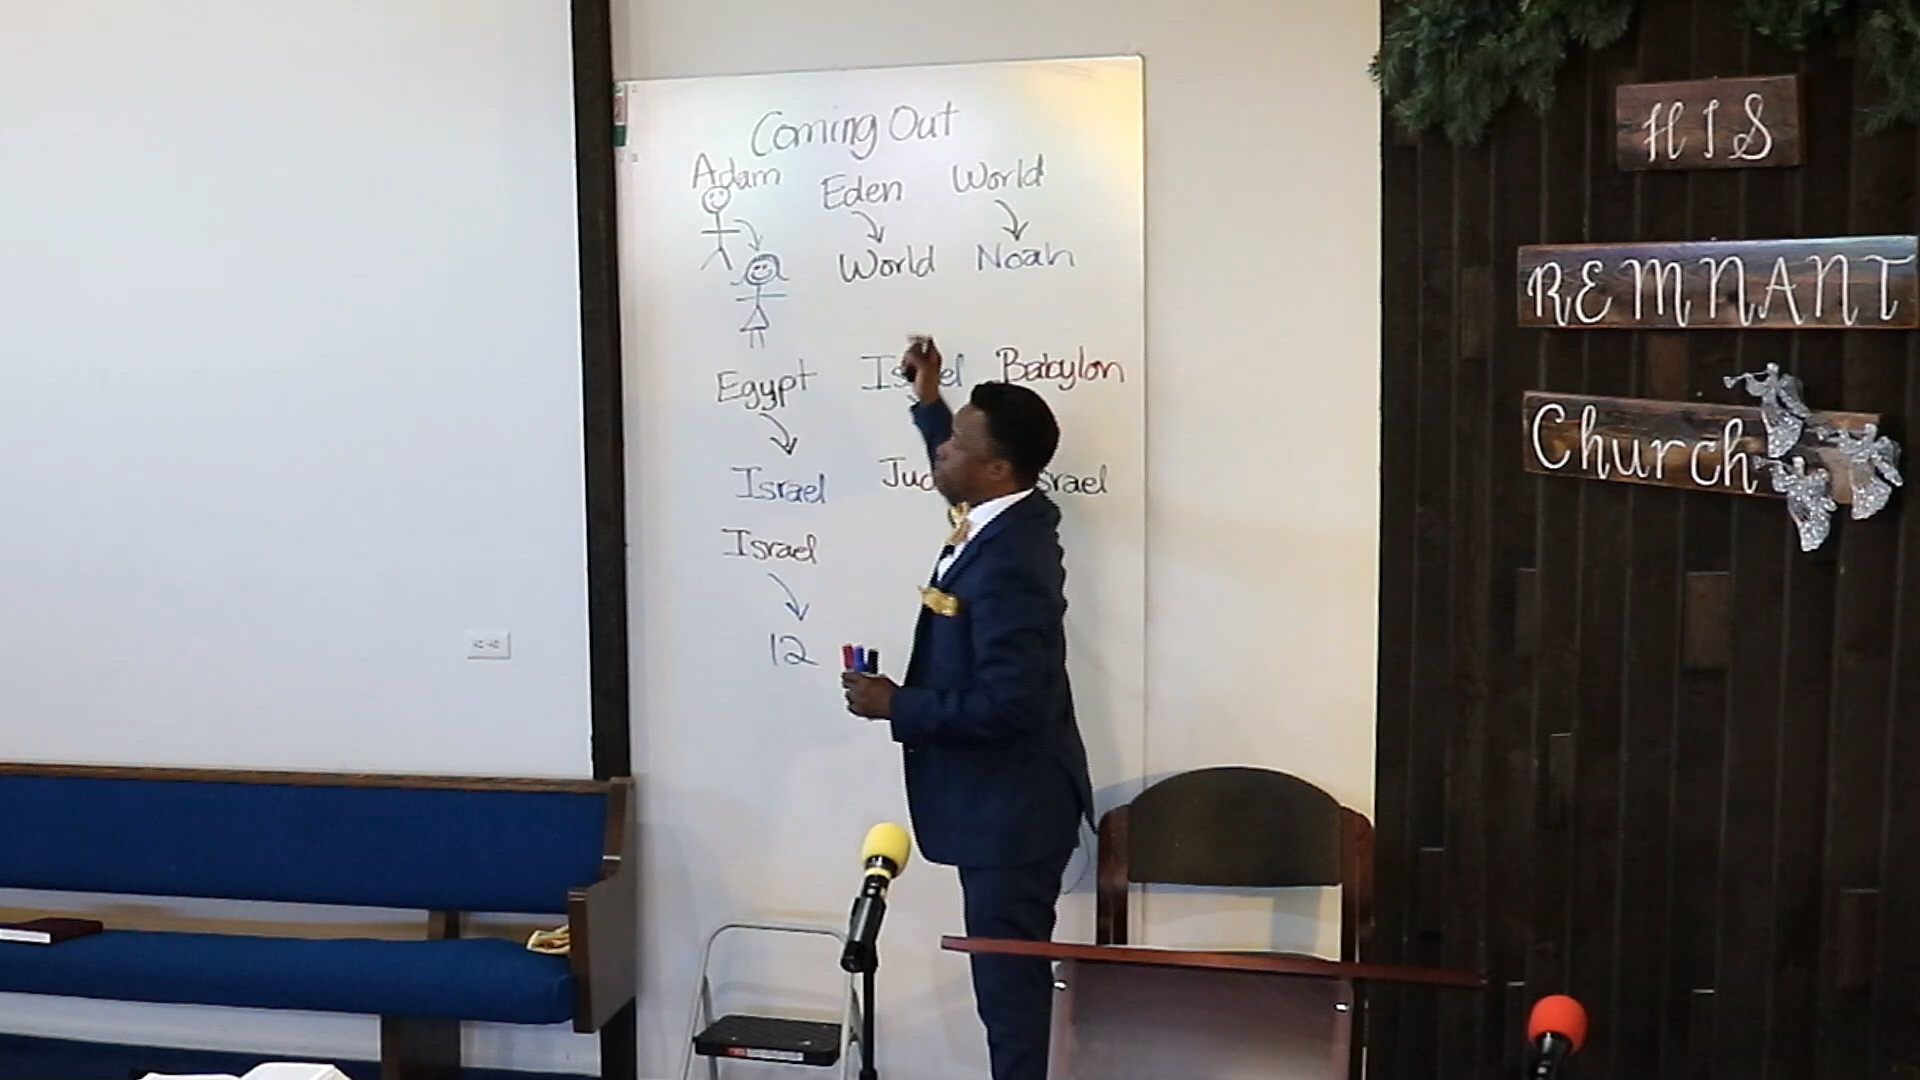 Coming Out
Adam Eden World
World Noah
Egypt Babylon
Israel
Israel
12
HIS
REMNANT
Church